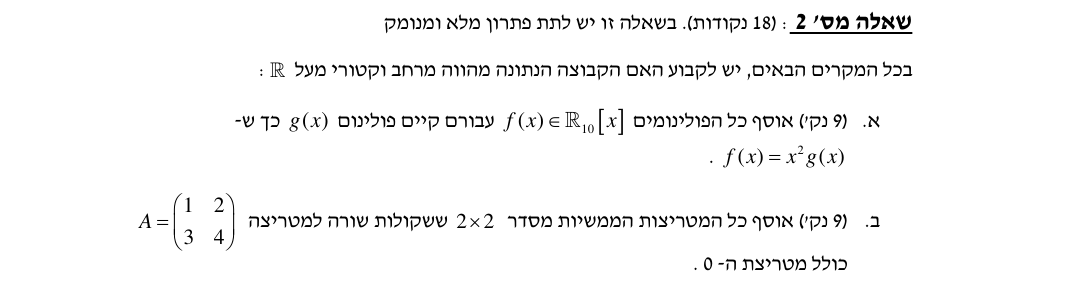 שאלה מס' 2 : (18 נקודות). בשאלה זו יש לתת פתרון מלא ומנומק
בכל המקרים הבאים, יש לקבוע האם הקבוצה הנתונה מהווה מרחב וקטורי מעל ℝ :
א. (9 נק') אוסף כל הפולינומים f(x)∈ℝ₁₀[x] עבורם קיים פולינום g(x) כך ש-
f(x)=x²g(x) .
ב. (9 נק') אוסף כל המטריצות הממשיות מסדר 2×2 ששקולות שורה למטריצה A=(1 2 3 4)
כולל מטריצת ה- 0 .